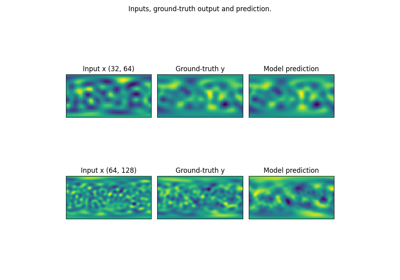 Inputs, ground-truth output and prediction.
Input x (32, 64)
Ground-truth y
Model prediction
Input x (64, 128)
Ground-truth y
Model prediction